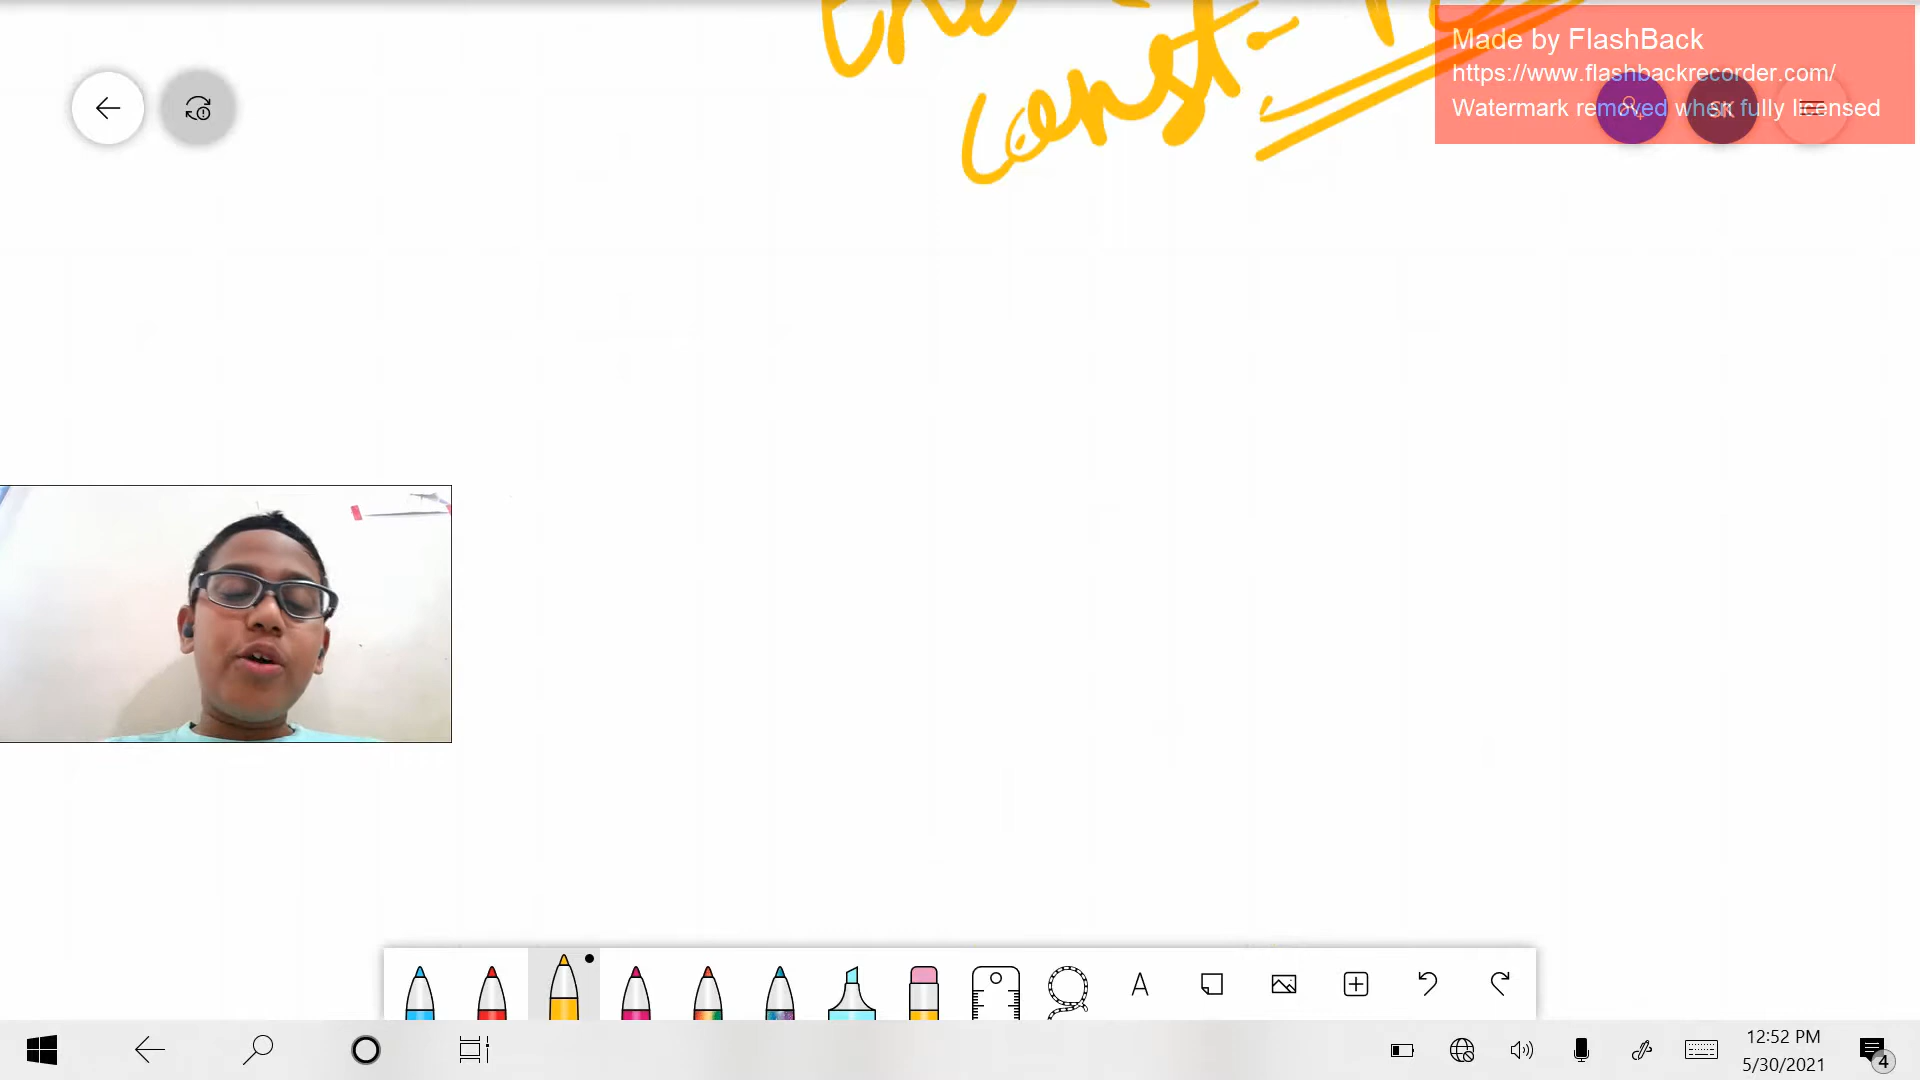 const.
Made by FlashBack
https://www.flashbackrecorder.com/
Watermark removed when fully licensed
SK
A
12:52 PM
5/30/2021
4